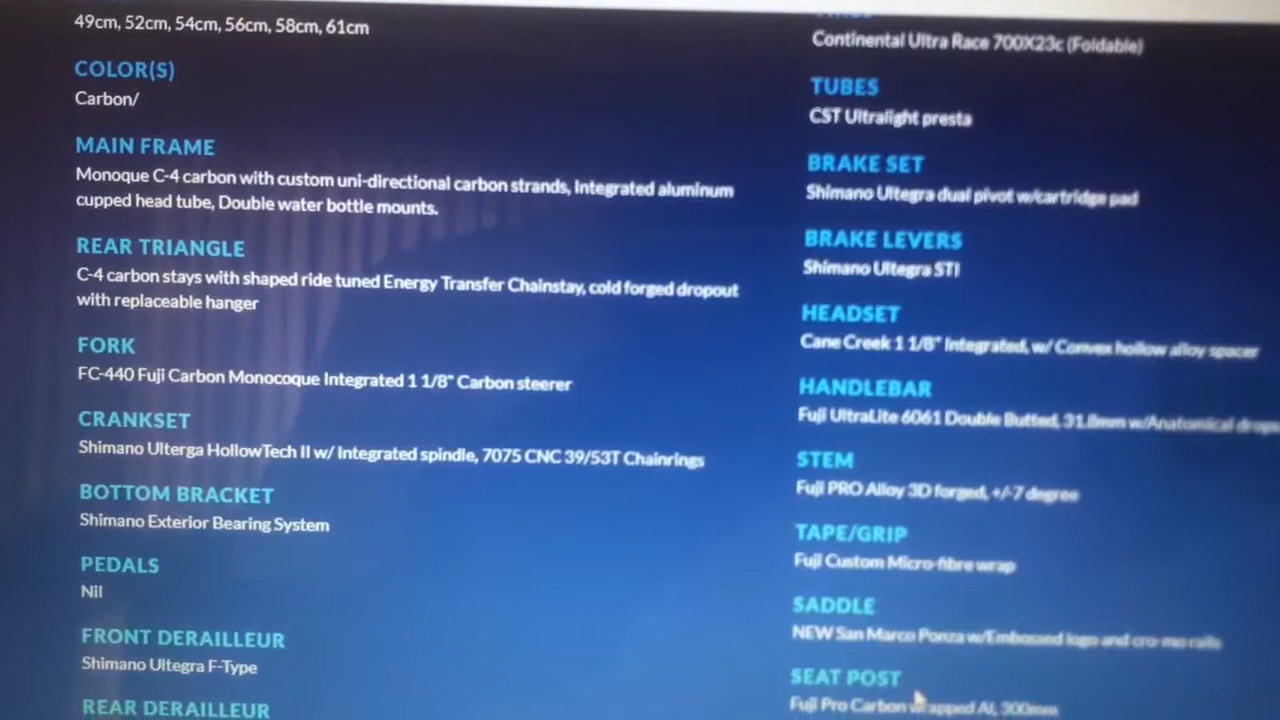 49cm, 52cm, 54cm, 56cm, 58cm, 61cm
COLOR(S)
Carbon/
MAIN FRAME
Monoque C-4 carbon with custom uni-directional carbon strands, Integrated aluminum
cupped head tube, Double water bottle mounts.
REAR TRIANGLE
C-4 carbon stays with shaped ride tuned Energy Transfer Chainstay, cold forged dropout
with replaceable hanger
FORK
FC-440 Fuji Carbon Monocoque Integrated 1 1/8" Carbon steerer
CRANKSET
Shimano Ulterga HollowTech II w/ Integrated spindle, 7075 CNC 39/53T Chainrings
BOTTOM BRACKET
Shimano Exterior Bearing System
PEDALS
Nil
FRONT DERAILLEUR
Shimano Ultegra F-Type
REAR DERAILLEUR
Continental Ultra Race 700X23c (Foldable)
TUBES
CST Ultralight presta
BRAKE SET
Shimano Ultegra dual pivot w/cartridge pad
BRAKE LEVERS
Shimano Ultegra STI
HEADSET
Cane Creek 1 1/8" Integrated, w/ Convex hollow alloy spacer
HANDLEBAR
Fuji UltraLite 6061 Double Butted, 31.8mm w/Anatomical
STEM
Fuji PRO Alloy 3D forged, +/-7 degree
TAPE/GRIP
Fuji Custom Micro-fibre wrap
SADDLE
NEW San Marco Ponza w/Embossed logo and cro-mo rails
SEAT POST
Fuji Pro Carbon wrapped AL, 300mm